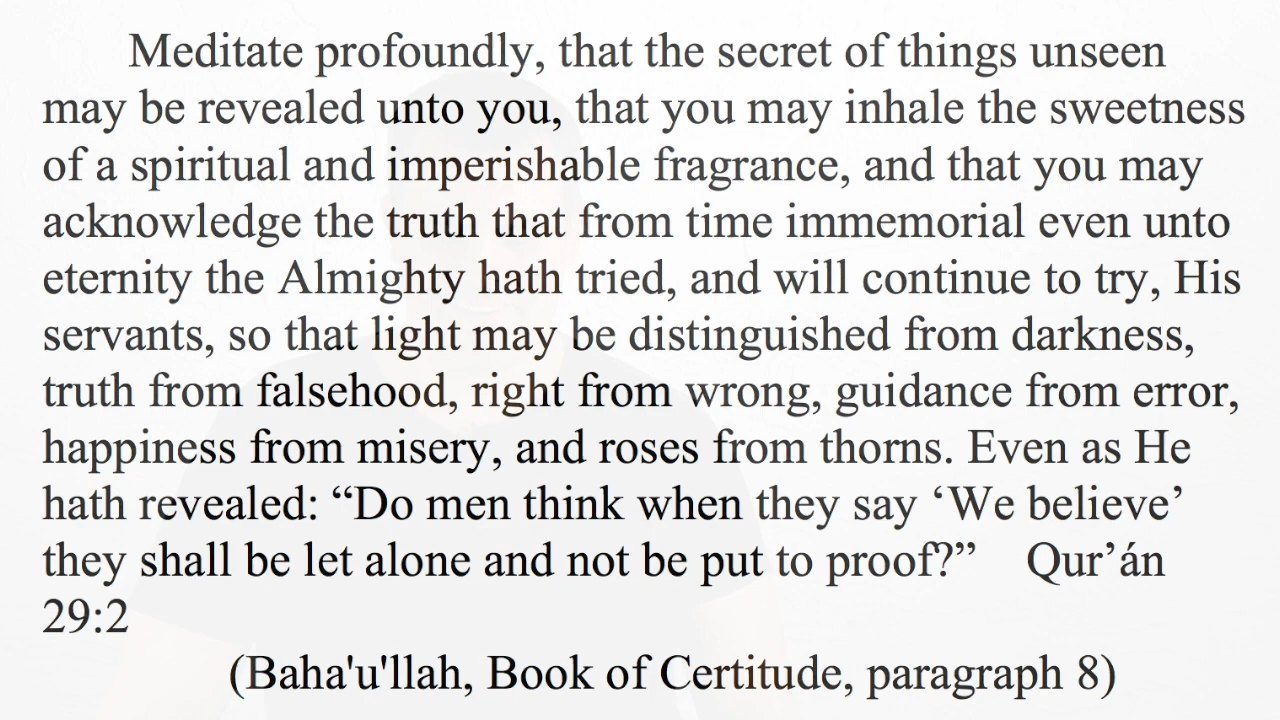 Meditate profoundly, that the secret of things unseen
may be revealed unto you, that you may inhale the sweetness
of a spiritual and imperishable fragrance, and that you may
acknowledge the truth that from time immemorial even unto
eternity the Almighty hath tried, and will continue to try, His
servants, so that light may be distinguished from darkness,
truth from falsehood, right from wrong, guidance from error,
happiness from misery, and roses from thorns. Even as He
hath revealed: “Do men think when they say ‘We believe’
they shall be let alone and not be put to proof?” Qur’án
29:2
(Baha'u'llah, Book of Certitude, paragraph 8)